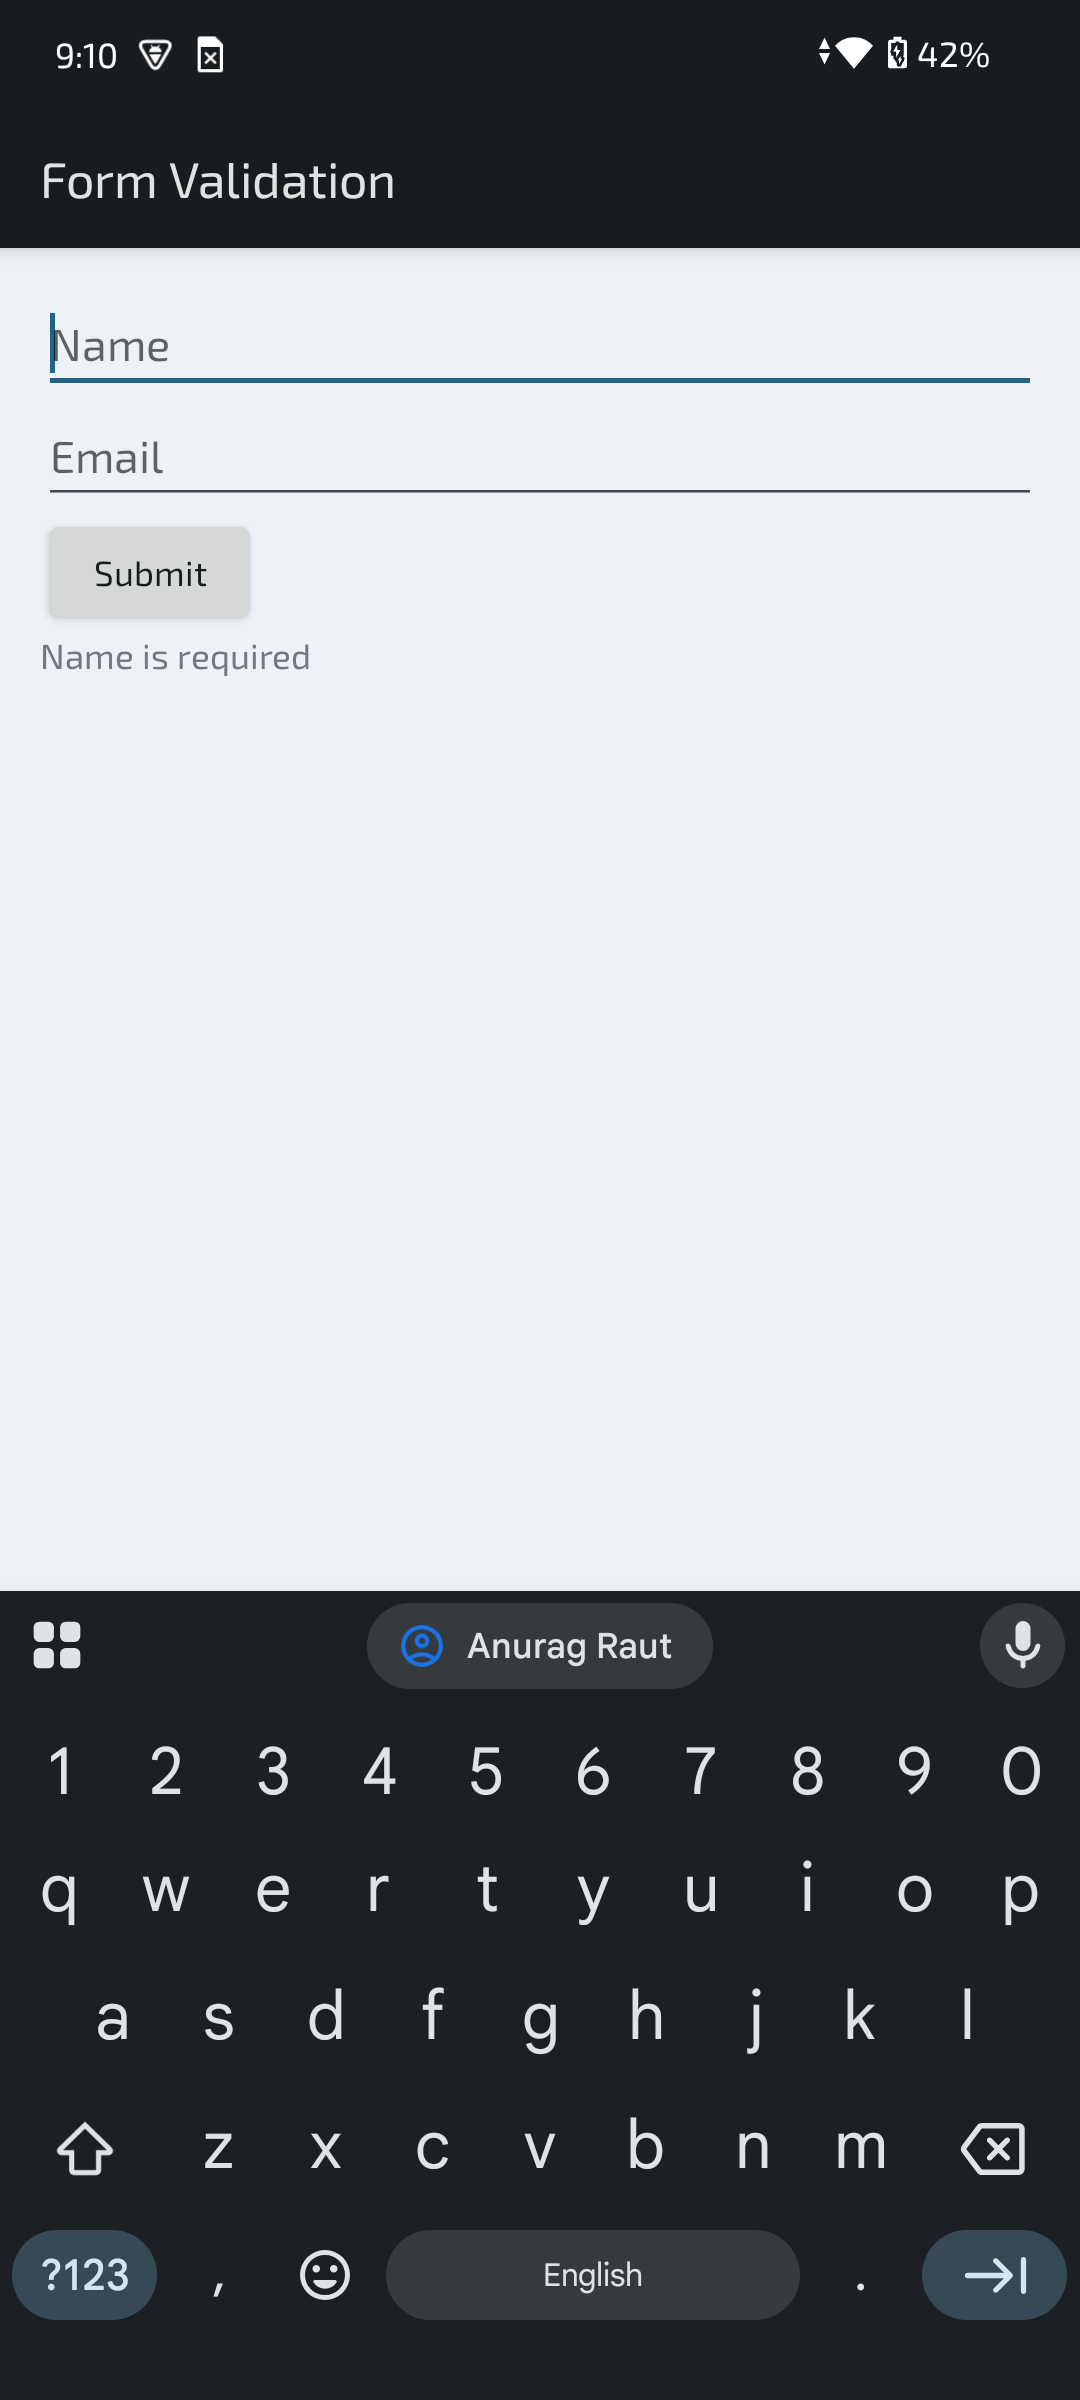 9:10 42%
Form Validation
Name
Email
Submit
Name is required
Anurag Raut
1 2 3 4 5 6 7 8 9 0
q w e r t y u i o p
a s d f g h j k l
z x c v b n m
?123 , English .